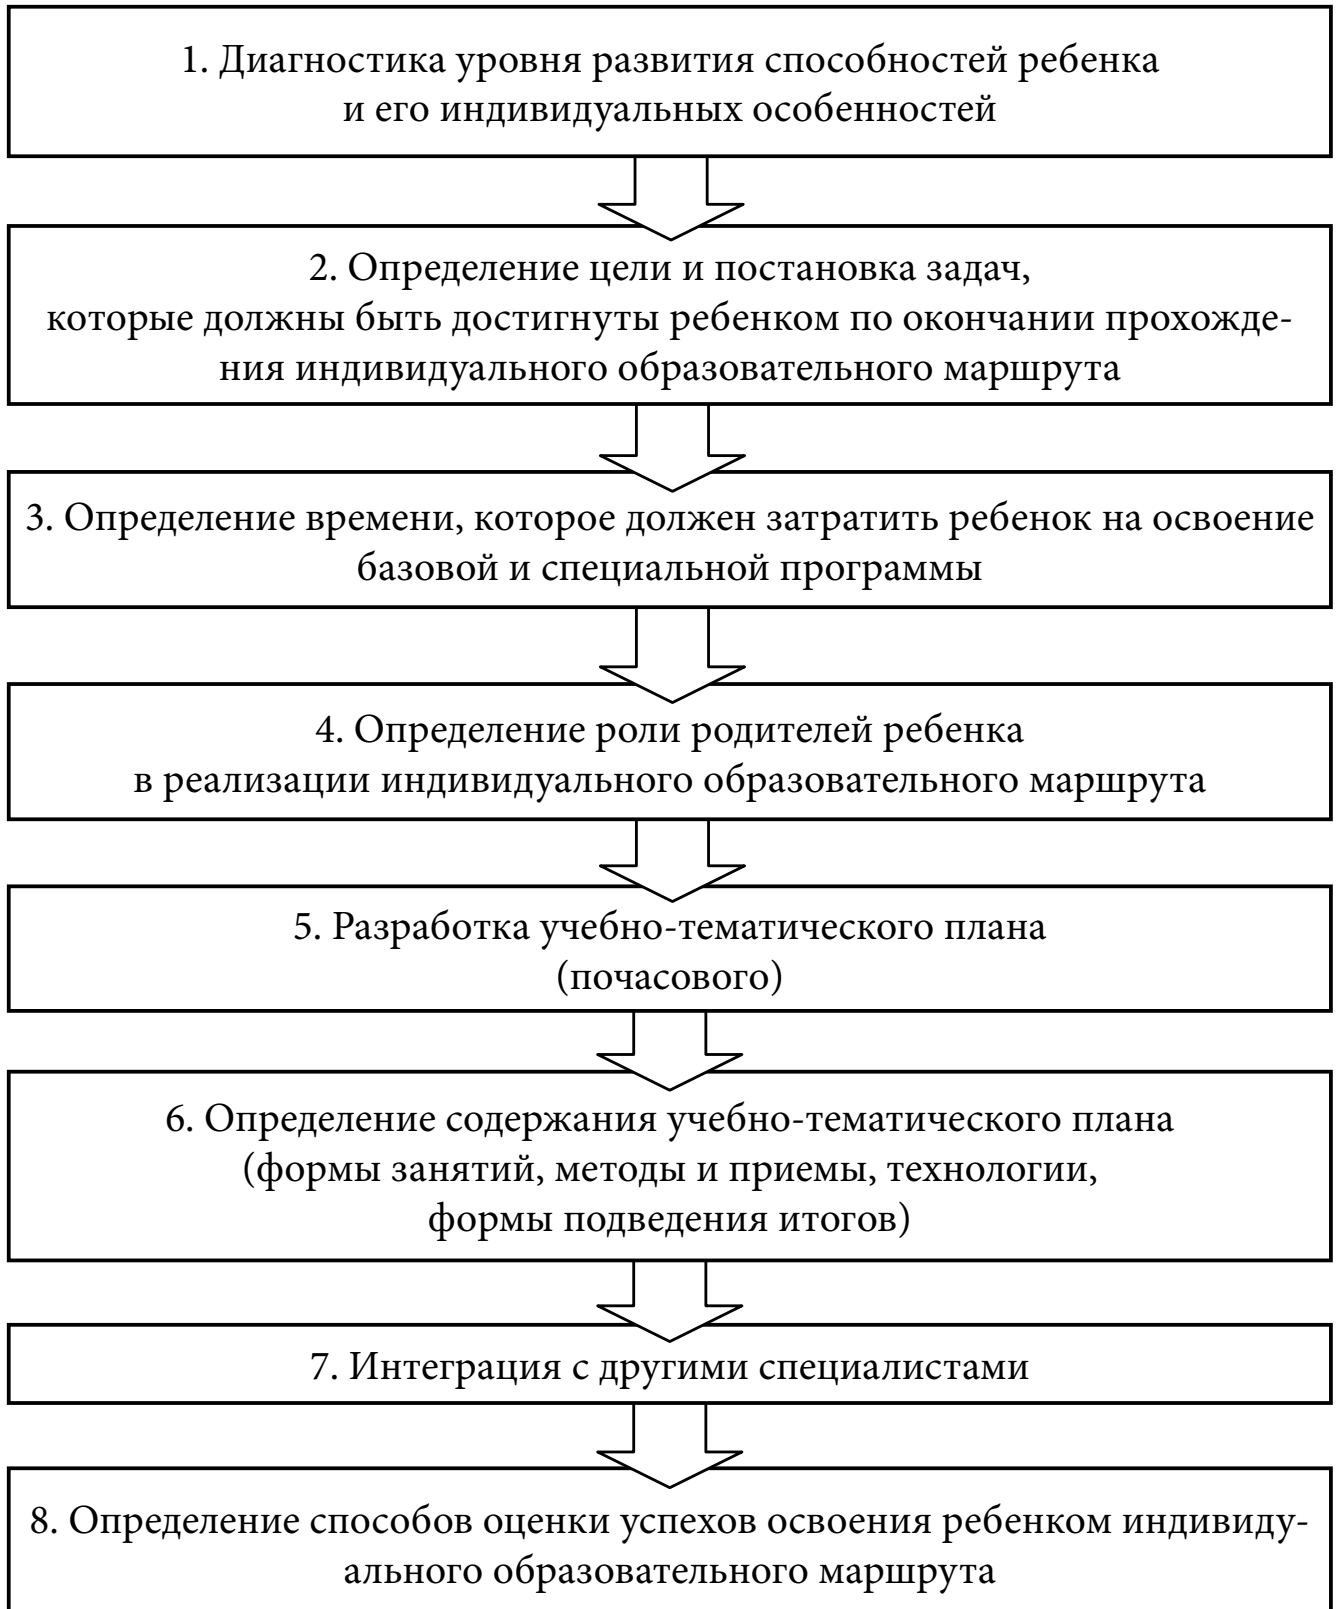 1. Диагностика уровня развития способностей ребенка
и его индивидуальных особенностей
2. Определение цели и постановка задач,
которые должны быть достигнуты ребенком по окончании прохожде-
ния индивидуального образовательного маршрута
3. Определение времени, которое должен затратить ребенок на освоение
базовой и специальной программы
4. Определение роли родителей ребенка
в реализации индивидуального образовательного маршрута
5. Разработка учебно-тематического плана
(почасового)
6. Определение содержания учебно-тематического плана
(формы занятий, методы и приемы, технологии,
формы подведения итогов)
7. Интеграция с другими специалистами
8. Определение способов оценки успехов освоения ребенком индивиду-
ального образовательного маршрута